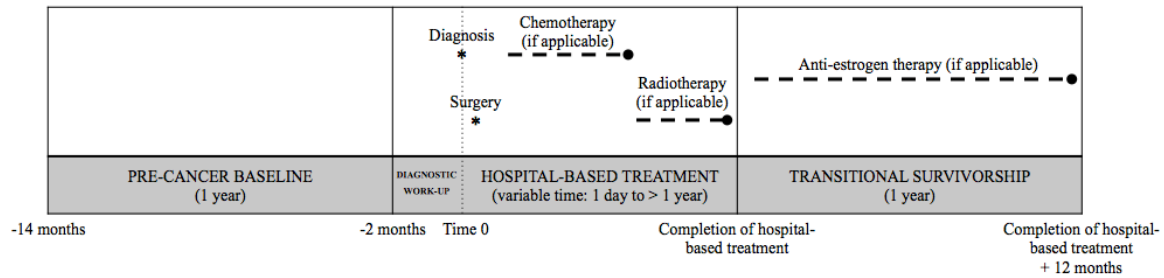 Diagnosis
*
Surgery
*
Chemotherapy
(if applicable)
Radiotherapy
(if applicable)
Anti-estrogen therapy (if applicable)
PRE-CANCER BASELINE
(1 year)
DIAGNOSTIC
WORK-UP
HOSPITAL-BASED TREATMENT
(variable time: 1 day to > 1 year)
TRANSITIONAL SURVIVORSHIP
(1 year)
-14 months
-2 months
Time 0
Completion of hospital-
based treatment
Completion of hospital-
based treatment
+ 12 months